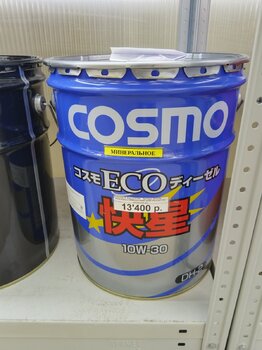 COSMO
МИНЕРАЛЬНОЕ
コスモECOディーゼル
13'400 р.
快星
10W-30